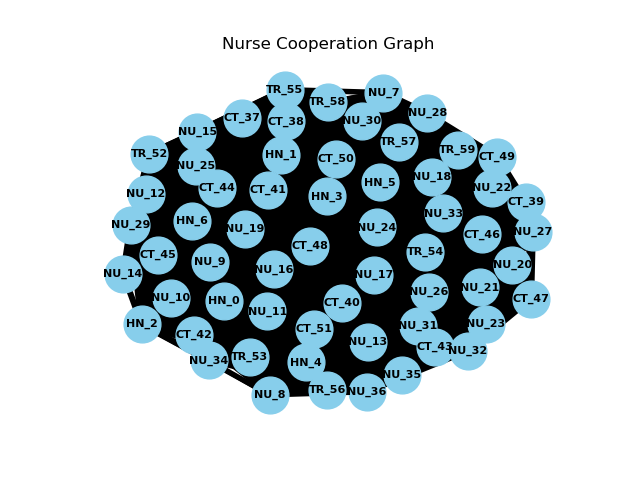 Nurse Cooperation Graph
TR_55
NU_7
TR_58
NU_28
CT_37
CT_38
NU_30
NU_15
TR_57
TR_59
TR_52
HN_1
CT_50
CT_49
NU_25
NU_18
HN_5
CT_44
CT_41
NU_22
NU_12
HN_3
CT_39
NU_33
HN_6
NU_29
NU_19
NU_24
NU_27
CT_46
CT_48
TR_54
CT_45
NU_9
NU_20
NU_16
NU_14
NU_17
NU_21
NU_26
NU_10
CT_47
HN_0
CT_40
NU_11
HN_2
NU_23
NU_31
CT_51
CT_42
NU_13
CT_43
NU_32
TR_53
NU_34
HN_4
NU_35
TR_56
NU_36
NU_8